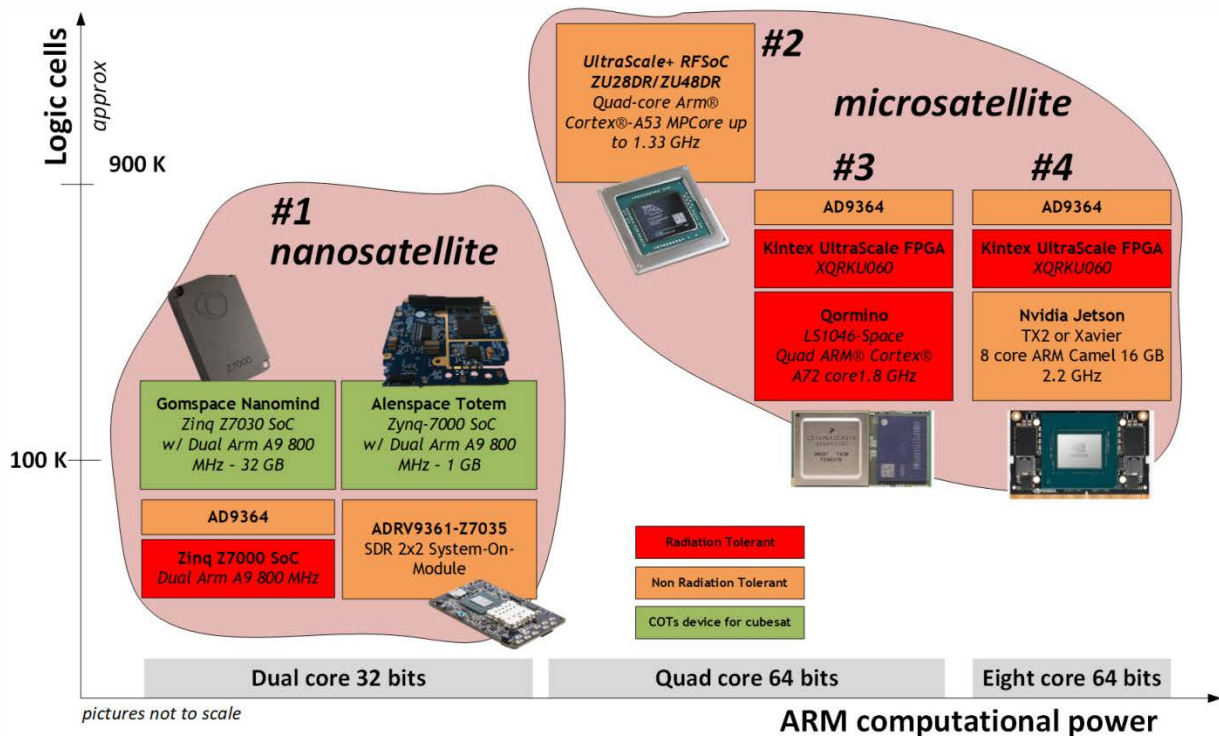 Logic cells
approx
900 K
100 K
#1
nanosatellite
Z7000
Gomspace Nanomind
Zinq Z7030 SoC
w/ Dual Arm A9 800
MHz - 32 GB
Alenspace Totem
Zynq-7000 SoC
w/ Dual Arm A9 800
MHz - 1 GB
AD9364
Zinq Z7000 SoC
Dual Arm A9 800 MHz
ADRV9361-Z7035
SDR 2x2 System-On-
Module
#2
microsatellite
UltraScale+ RFSoC
ZU28DR/ZU48DR
Quad-core Arm®
Cortex®-A53 MPCore up
to 1.33 GHz
#3
AD9364
Kintex UltraScale FPGA
XQRKU060
Qormino
LS1046-Space
Quad ARM® Cortex®
A72 core1.8 GHz
#4
AD9364
Kintex UltraScale FPGA
XQRKU060
Nvidia Jetson
TX2 or Xavier
8 core ARM Camel 16 GB
2.2 GHz
Radiation Tolerant
Non Radiation Tolerant
COTs device for cubesat
Dual core 32 bits
Quad core 64 bits
Eight core 64 bits
pictures not to scale
ARM computational power